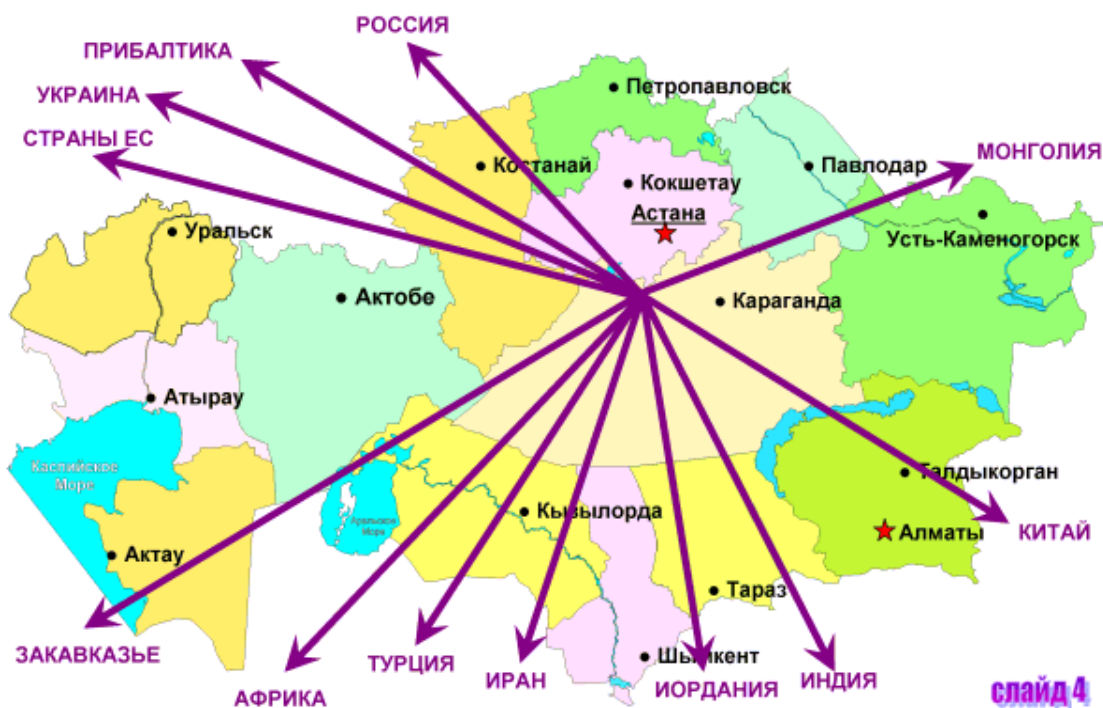 РОССИЯ
ПРИБАЛТИКА
УКРАИНА
СТРАНЫ ЕС
Петропавловск
Костанай
Кокшетау
Павлодар
МОНГОЛИЯ
Астана
Уральск
Усть-Каменогорск
Актобе
Караганда
Атырау
Каспийское
Море
Талдыкорган
Кызылорда
Аральское
Море
Алматы
КИТАЙ
Актау
Тараз
ЗАКАВКАЗЬЕ
ТУРЦИЯ
Шымкент
АФРИКА
ИРАН
ИОРДАНИЯ
ИНДИЯ
слайд 4